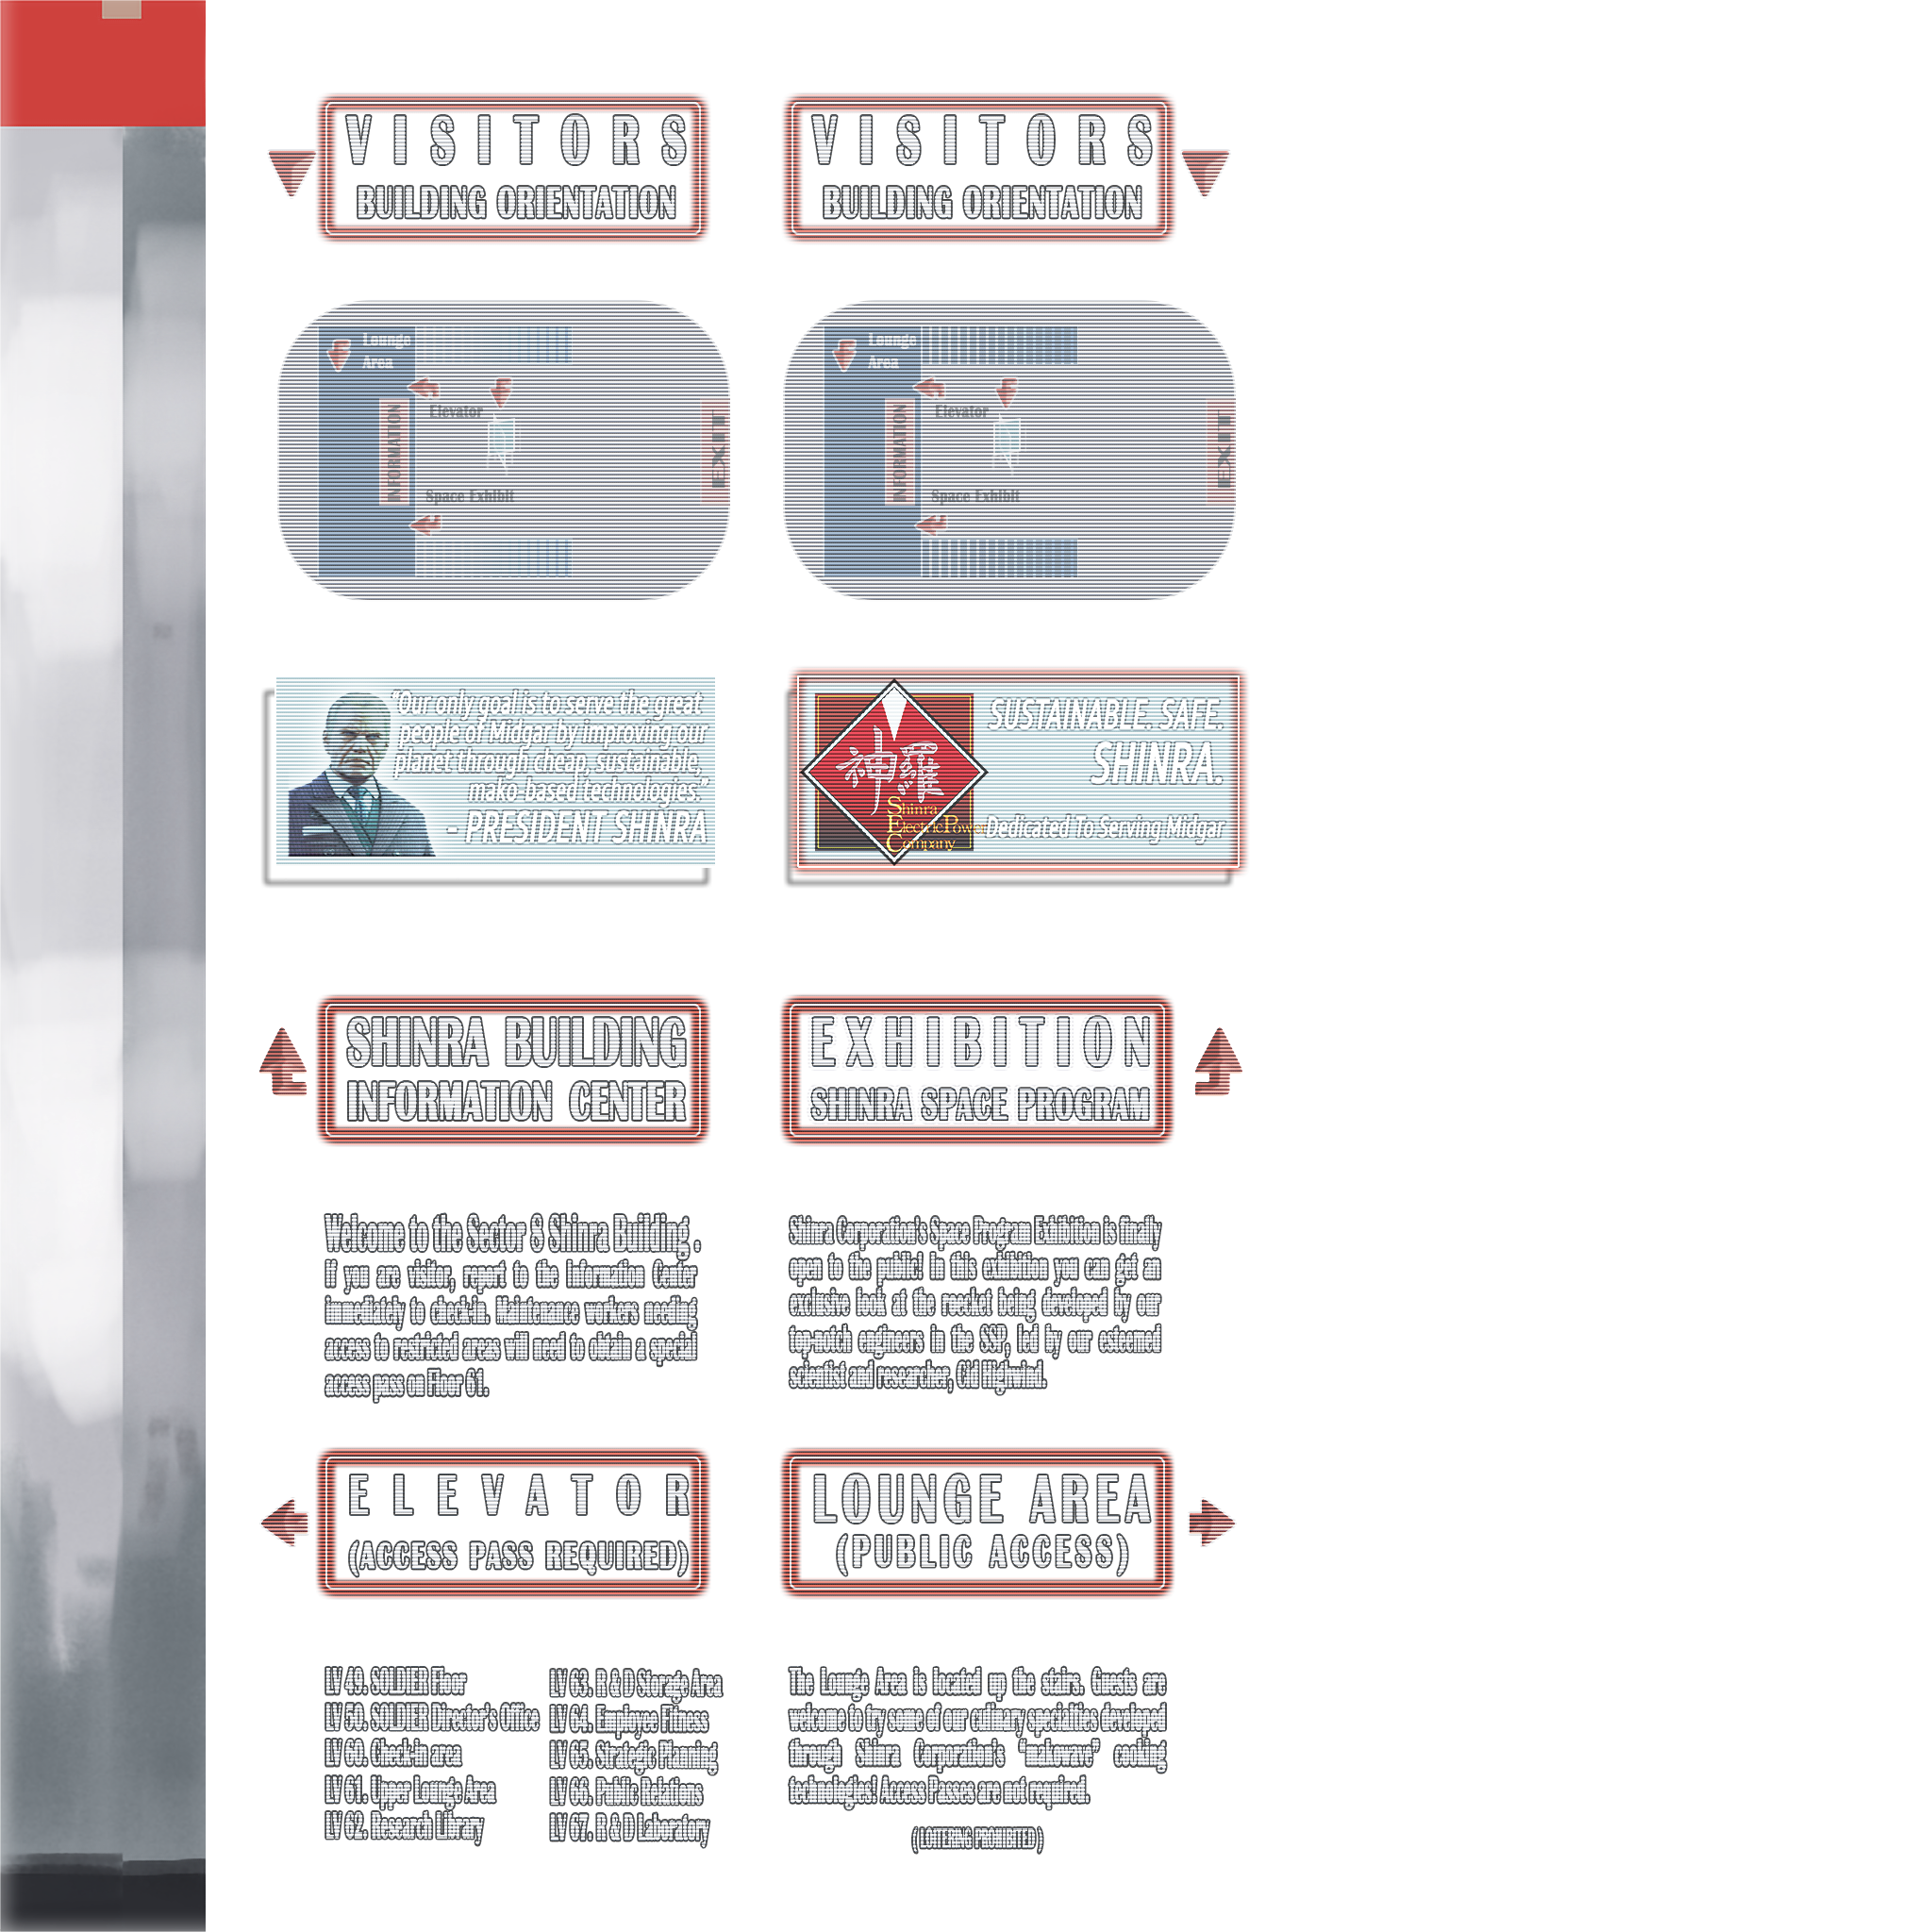 VISITORS
BUILDING ORIENTATION
VISITORS
BUILDING ORIENTATION
Lounge
Area
Elevator
INFORMATION
EXIT
Space Exhibit
Lounge
Area
Elevator
INFORMATION
EXIT
Space Exhibit
"Our only goal is to serve the great
people of Midgar by improving our
planet through cheap, sustainable,
mako-based technologies."
- PRESIDENT SHINRA
神羅
Shinra
Electric Power
Company
SUSTAINABLE. SAFE.
SHINRA.
Dedicated To Serving Midgar
SHINRA BUILDING
INFORMATION CENTER
EXHIBITION
SHINRA SPACE PROGRAM
Welcome to the Sector 8 Shinra Building .
If you are visitor, report to the Information Center
immediately to check-in. Maintenance workers needing
access to restricted areas will need to obtain a special
access pass on Floor 61.
Shinra Corporation's Space Program Exhibition is finally
open to the public! In this exhibition you can get an
exclusive look at the roecket being developed by our
top-notch engineers in the SSP, led by our esteemed
scientist and researcher, Cid Highwind.
ELEVATOR
(ACCESS PASS REQUIRED)
LOUNGE AREA
(PUBLIC ACCESS)
LV 49. SOLDIER Floor
LV 50. SOLDIER Director's Office
LV 60. Check-in area
LV 61. Upper Lounge Area
LV 62. Research Library
LV 63. R & D Storage Area
LV 64. Employee Fitness
LV 65. Strategic Planning
LV 66. Public Relations
LV 67. R & D Laboratory
The Lounge Area is located up the stairs. Guests are
welcome to try some of our culinary specialties developed
through Shinra Corporation's "makowave" cooking
technologies! Access Passes are not required.
( LOITERING PROHIBITED )